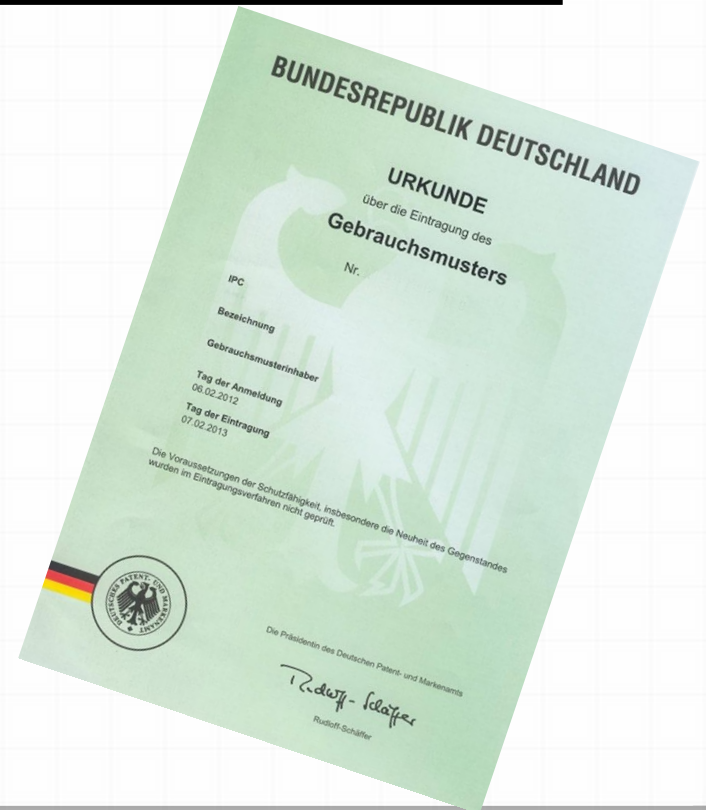 BUNDESREPUBLIK DEUTSCHLAND
URKUNDE
über die Eintragung des
Gebrauchsmusters
Nr.
IPC
Bezeichnung
Gebrauchsmusterinhaber
Tag der Anmeldung
06.02.2012
Tag der Eintragung
07.02.2013
Die Voraussetzungen der Schutzfähigkeit, insbesondere die Neuheit des Gegenstandes
wurden im Eintragungsverfahren nicht geprüft.
DEUTSCHES PATENT- UND MARKENAMT
Die Präsidentin des Deutschen Patent- und Markenamts
Rudloff-Schäffer
Rudloff-Schäffer